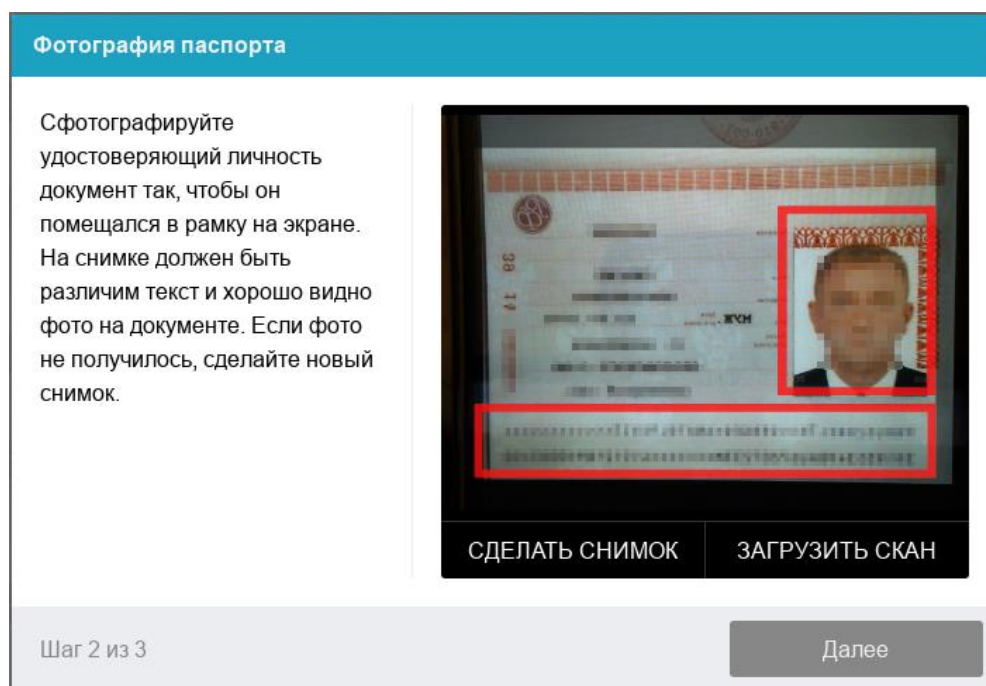 Фотография паспорта
Сфотографируйте
удостоверяющий личность
документ так, чтобы он
помещался в рамку на экране.
На снимке должен быть
различим текст и хорошо видно
фото на документе. Если фото
не получилось, сделайте новый
снимок.
МУЖ
СДЕЛАТЬ СНИМОК
ЗАГРУЗИТЬ СКАН
Шаг 2 из 3
Далее